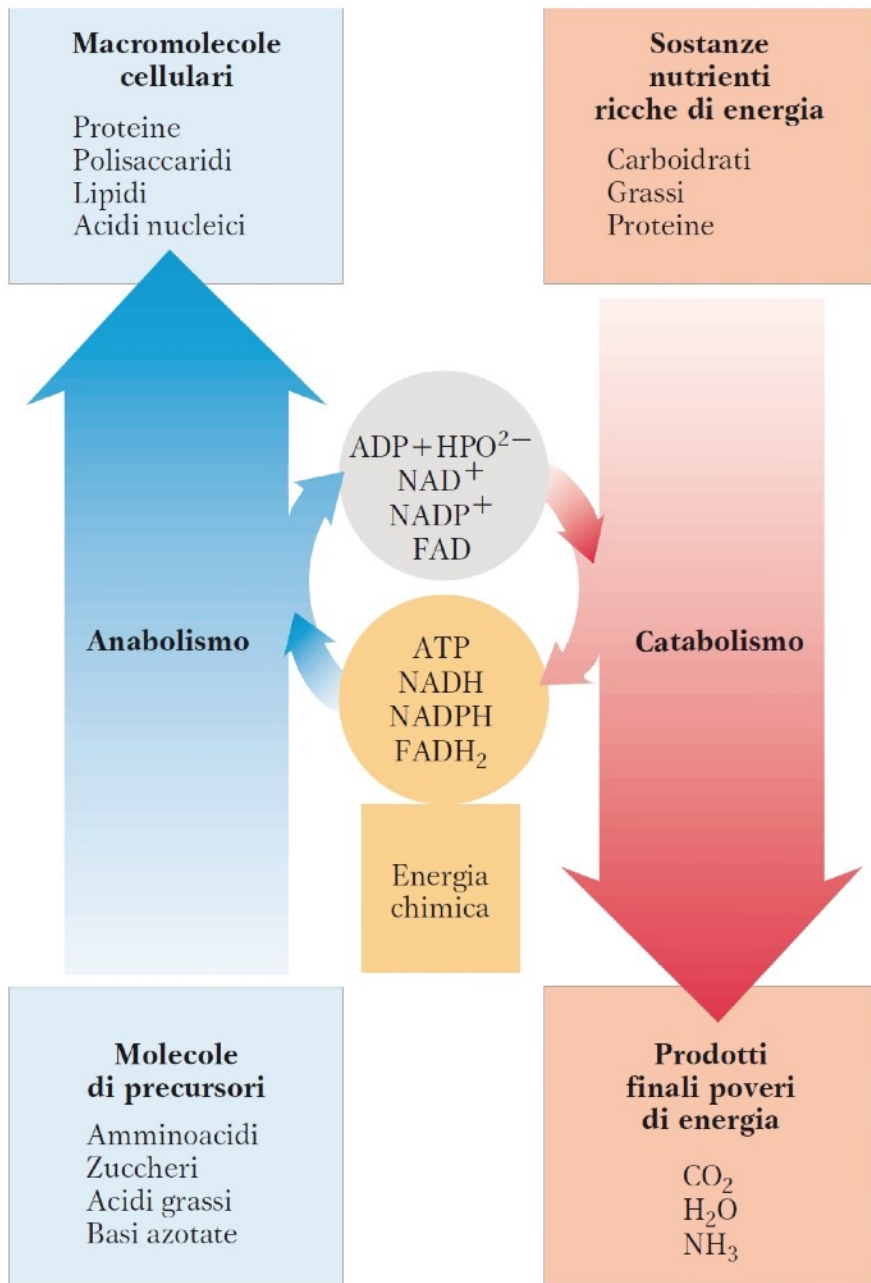 Macromolecole
cellulari
Proteine
Polisaccaridi
Lipidi
Acidi nucleici
Sostanze
nutrienti
ricche di energia
Carboidrati
Grassi
Proteine
ADP+HPO²⁻
NAD⁺
NADP⁺
FAD
Anabolismo
ATP
NADH
NADPH
FADH₂
Catabolismo
Energia
chimica
Molecole
di precursori
Amminoacidi
Zuccheri
Acidi grassi
Basi azotate
Prodotti
finali poveri
di energia
CO₂
H₂O
NH₃